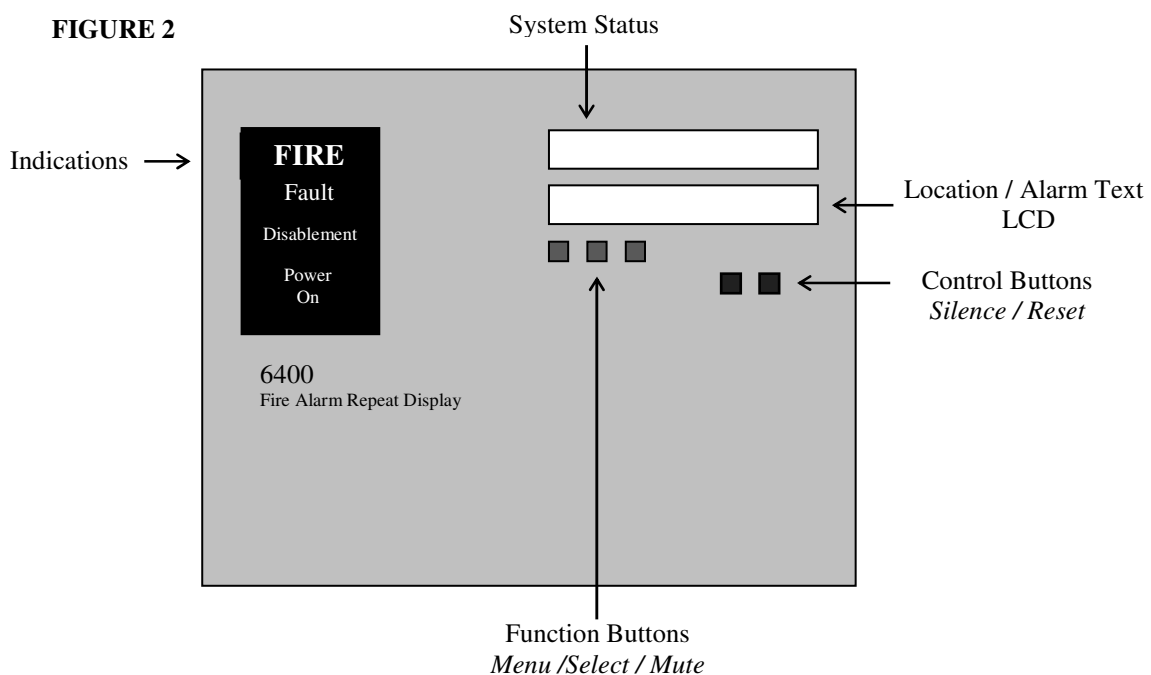 FIGURE 2
System Status
Indications
FIRE
Fault
Disablement
Power
On
Location / Alarm Text
LCD
Control Buttons
Silence / Reset
6400
Fire Alarm Repeat Display
Function Buttons
Menu /Select / Mute